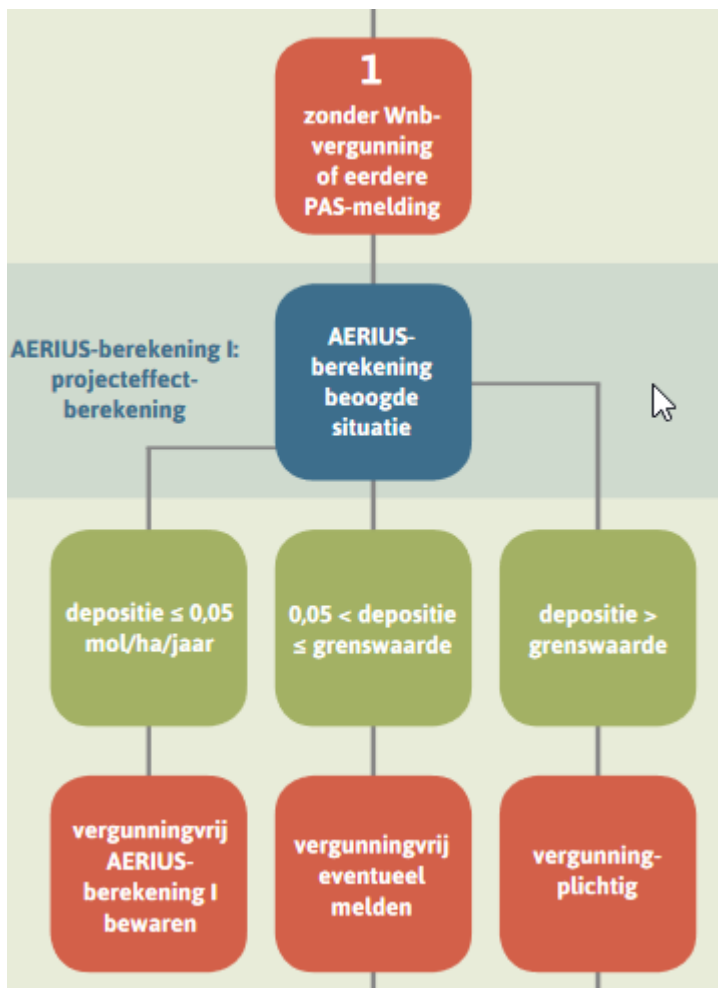 1
zonder Wnb-
vergunning
of eerdere
PAS-melding
AERIUS-berekening I:
projecteffect-
berekening
AERIUS-
berekening
beoogde
situatie
depositie ≤ 0,05
mol/ha/jaar
0,05 < depositie
≤ grenswaarde
depositie >
grenswaarde
vergunningvrij
AERIUS-
berekening I
bewaren
vergunningvrij
eventueel
melden
vergunning-
plichtig